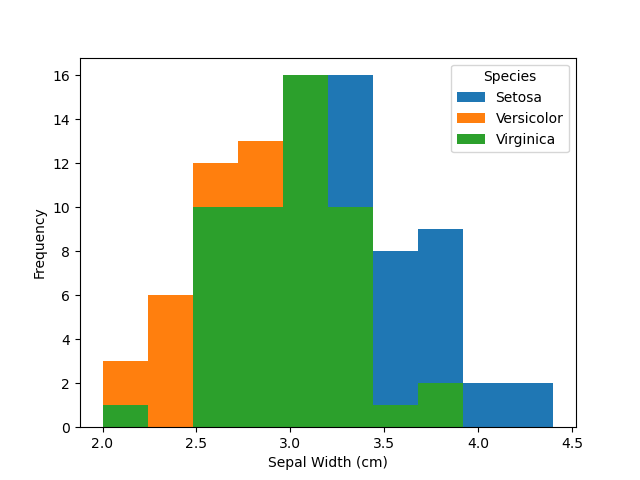 Species
Setosa
Versicolor
Virginica
16
14
12
10
8
6
4
2
0
Frequency
2.0 2.5 3.0 3.5 4.0 4.5
Sepal Width (cm)